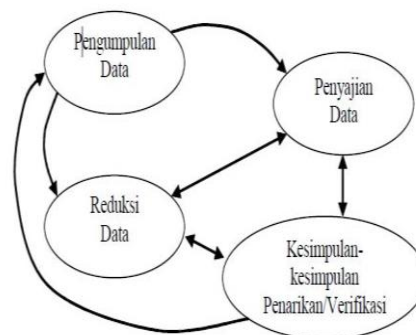 Pengumpulan
Data
Penyajian
Data
Reduksi
Data
Kesimpulan-
kesimpulan
Penarikan/Verifikasi